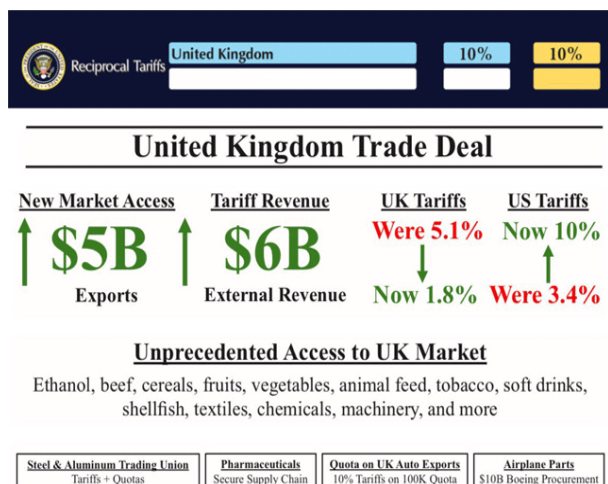 Reciprocal Tariffs
United Kingdom 10% 10%
United Kingdom Trade Deal
New Market Access Tariff Revenue UK Tariffs US Tariffs
$5B $6B Were 5.1% Now 10%
Exports External Revenue Now 1.8% Were 3.4%
Unprecedented Access to UK Market
Ethanol, beef, cereals, fruits, vegetables, animal feed, tobacco, soft drinks,
shellfish, textiles, chemicals, machinery, and more
Steel & Aluminum Trading Union Pharmaceuticals Quota on UK Auto Exports Airplane Parts
Tariffs + Quotas Secure Supply Chain 10% Tariffs on 100K Quota $10B Boeing Procurement